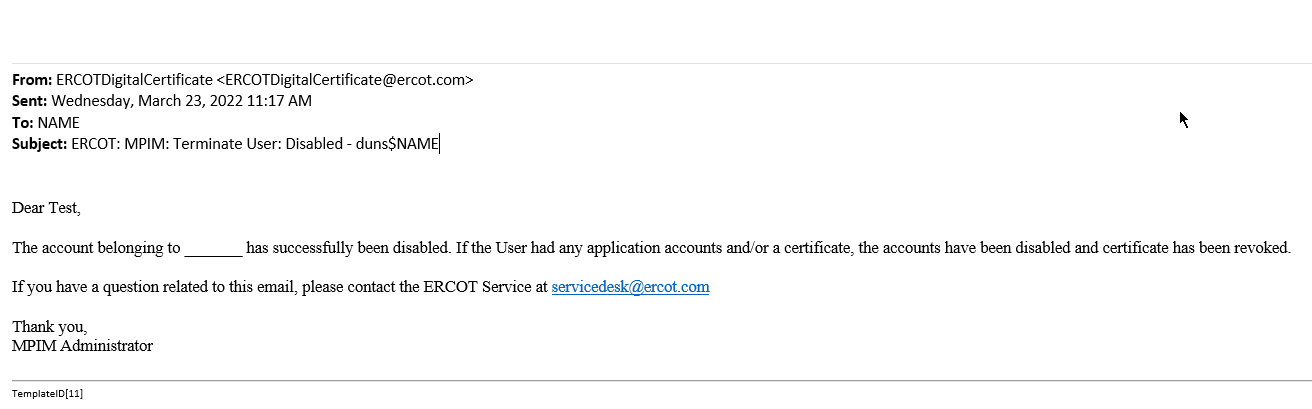 From: ERCOTDigitalCertificate <ERCOTDigitalCertificate@ercot.com>
Sent: Wednesday, March 23, 2022 11:17 AM
To: NAME
Subject: ERCOT: MPIM: Terminate User: Disabled - duns$NAME
Dear Test,
The account belonging to _______ has successfully been disabled. If the User had any application accounts and/or a certificate, the accounts have been disabled and certificate has been revoked.
If you have a question related to this email, please contact the ERCOT Service at servicedesk@ercot.com
Thank you,
MPIM Administrator
TemplateID[11]